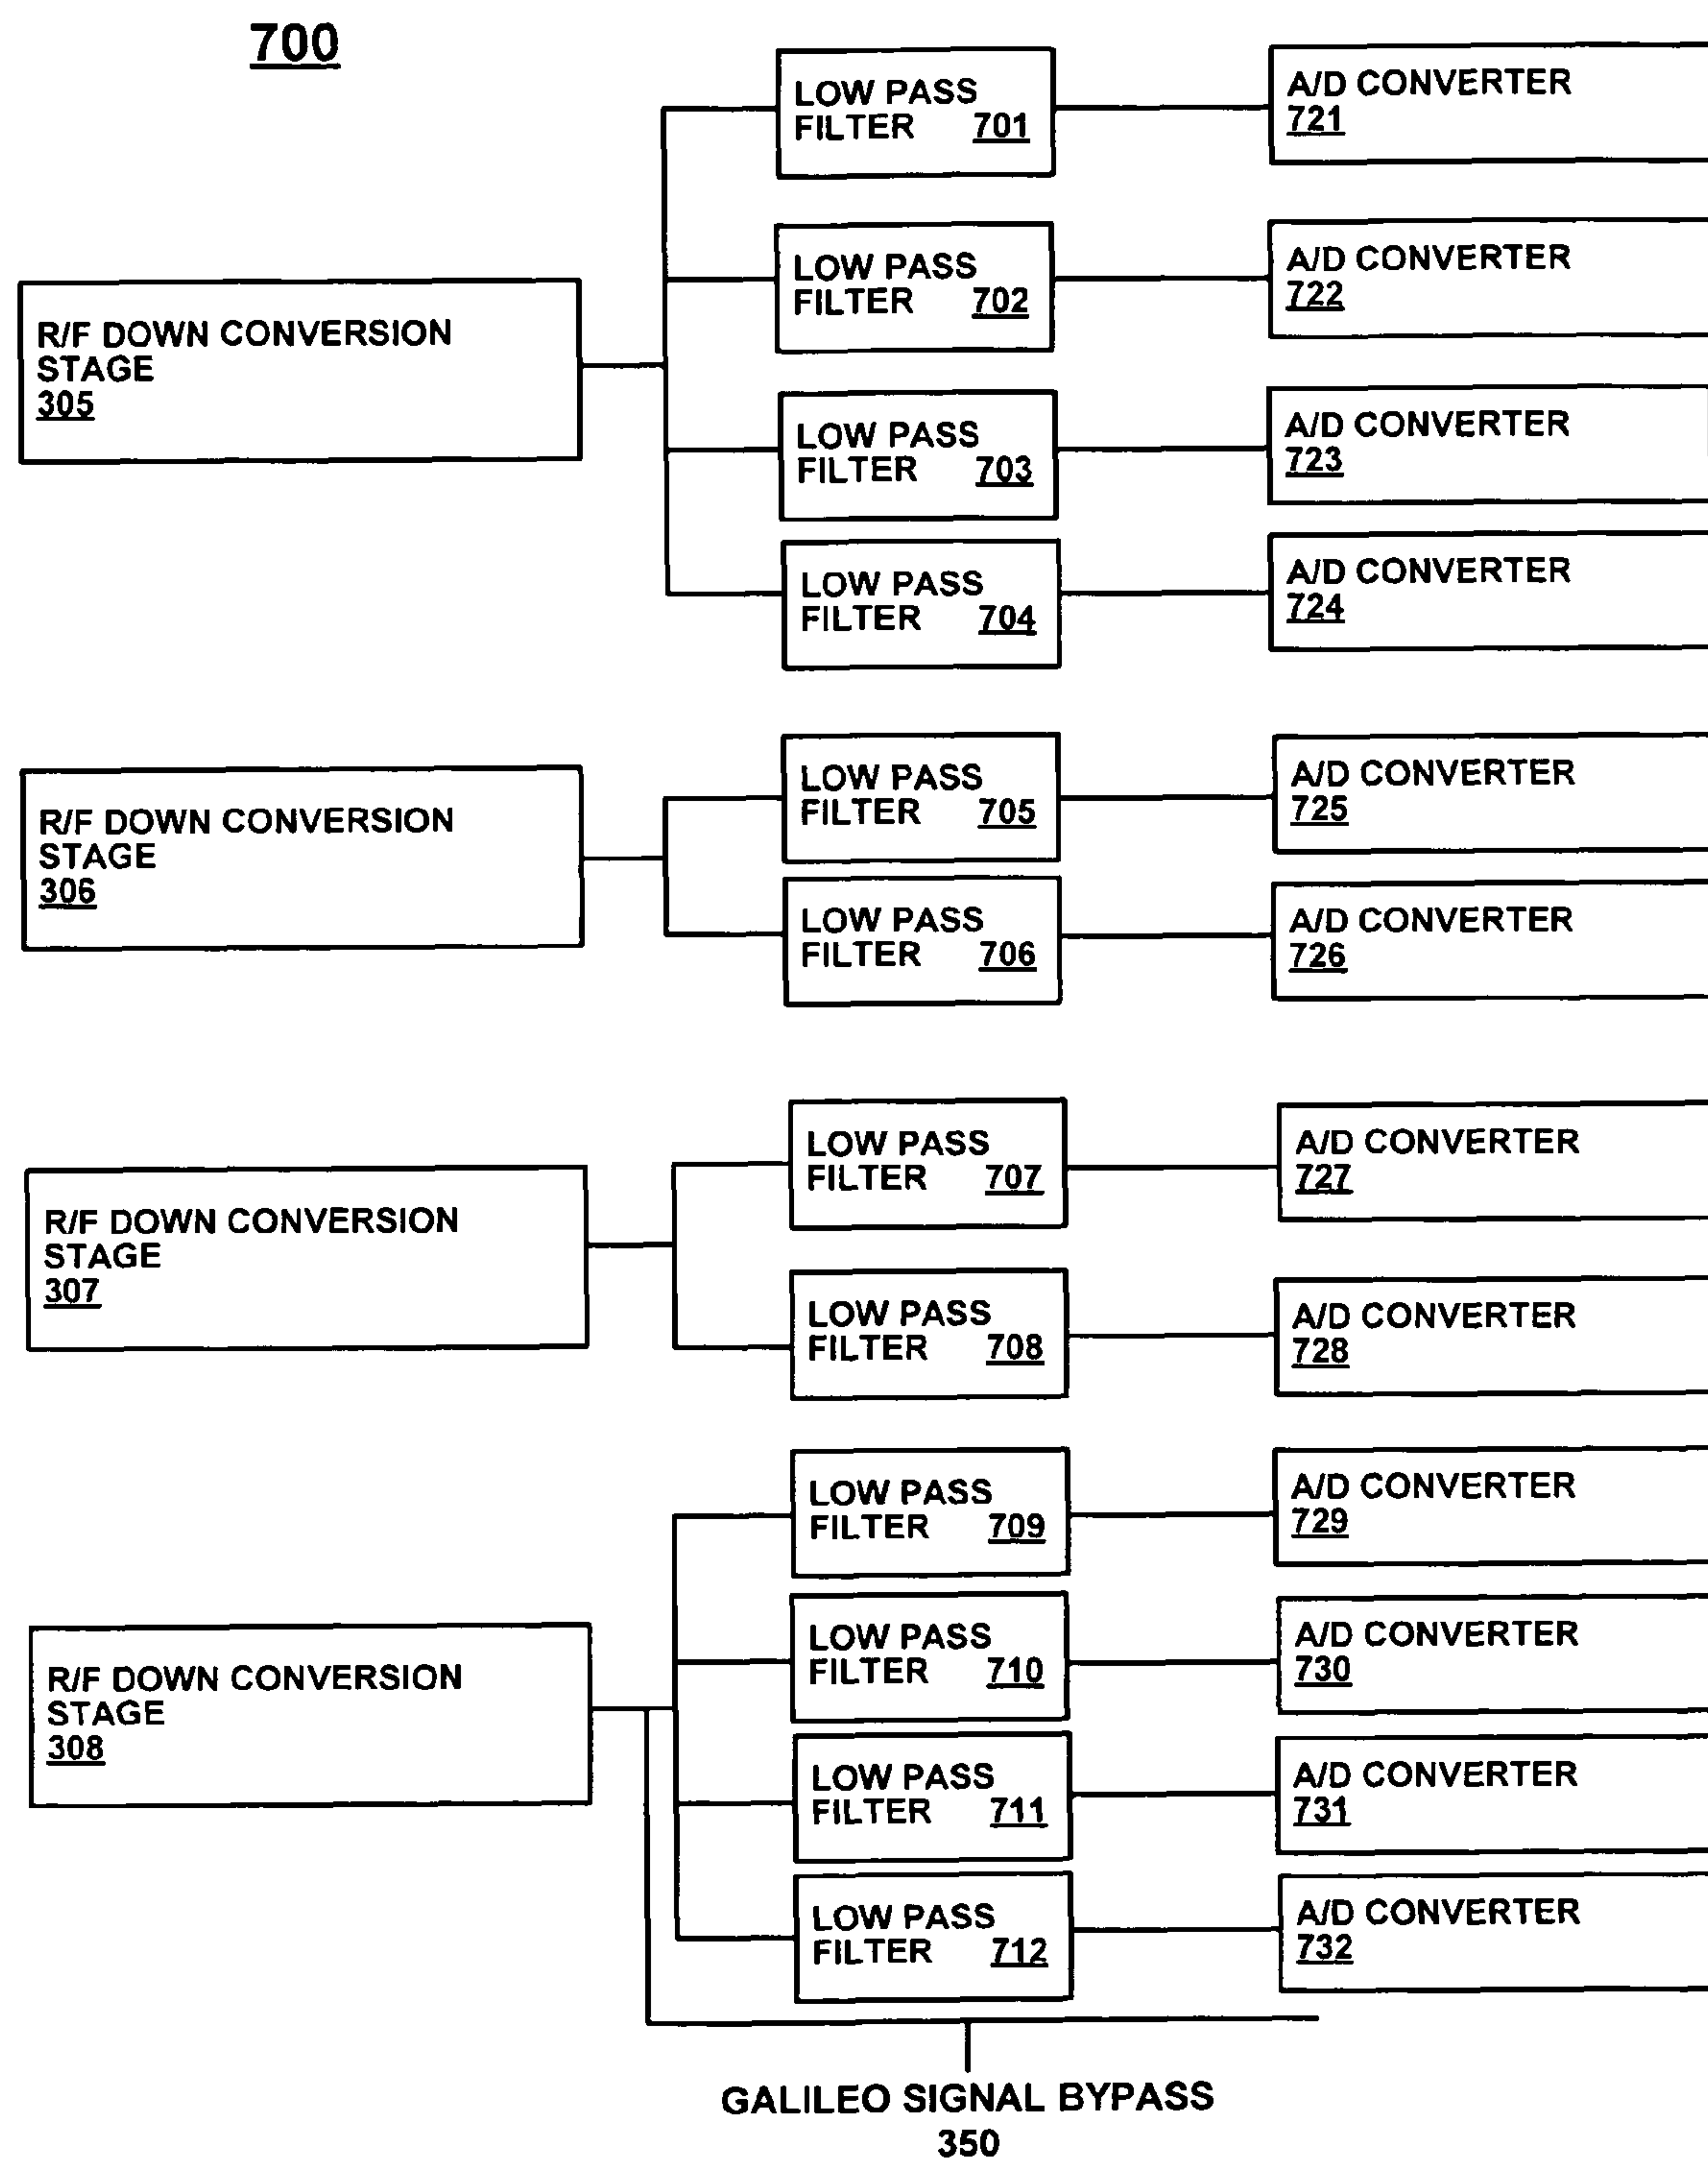 700
LOW PASS
FILTER 701
A/D CONVERTER
721
LOW PASS
FILTER 702
A/D CONVERTER
722
R/F DOWN CONVERSION
STAGE
305
LOW PASS
FILTER 703
A/D CONVERTER
723
LOW PASS
FILTER 704
A/D CONVERTER
724
R/F DOWN CONVERSION
STAGE
306
LOW PASS
FILTER 705
A/D CONVERTER
725
LOW PASS
FILTER 706
A/D CONVERTER
726
R/F DOWN CONVERSION
STAGE
307
LOW PASS
FILTER 707
A/D CONVERTER
727
LOW PASS
FILTER 708
A/D CONVERTER
728
R/F DOWN CONVERSION
STAGE
308
LOW PASS
FILTER 709
A/D CONVERTER
729
LOW PASS
FILTER 710
A/D CONVERTER
730
LOW PASS
FILTER 711
A/D CONVERTER
731
LOW PASS
FILTER 712
A/D CONVERTER
732
GALILEO SIGNAL BYPASS
350